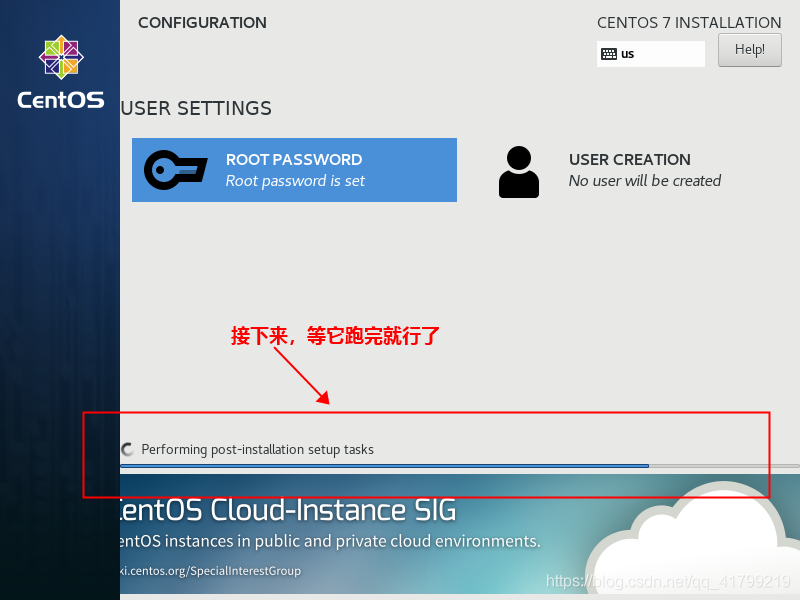 CONFIGURATION
CENTOS 7 INSTALLATION
us
Help!
CentOS
USER SETTINGS
ROOT PASSWORD
Root password is set
USER CREATION
No user will be created
接下来，等它跑完就行了
Performing post-installation setup tasks
entOS Cloud-Instance SIG
entOS instances in public and private cloud environments.
ki.centos.org/SpecialInterestGroup
https://blog.csdn.net/qq_41799219